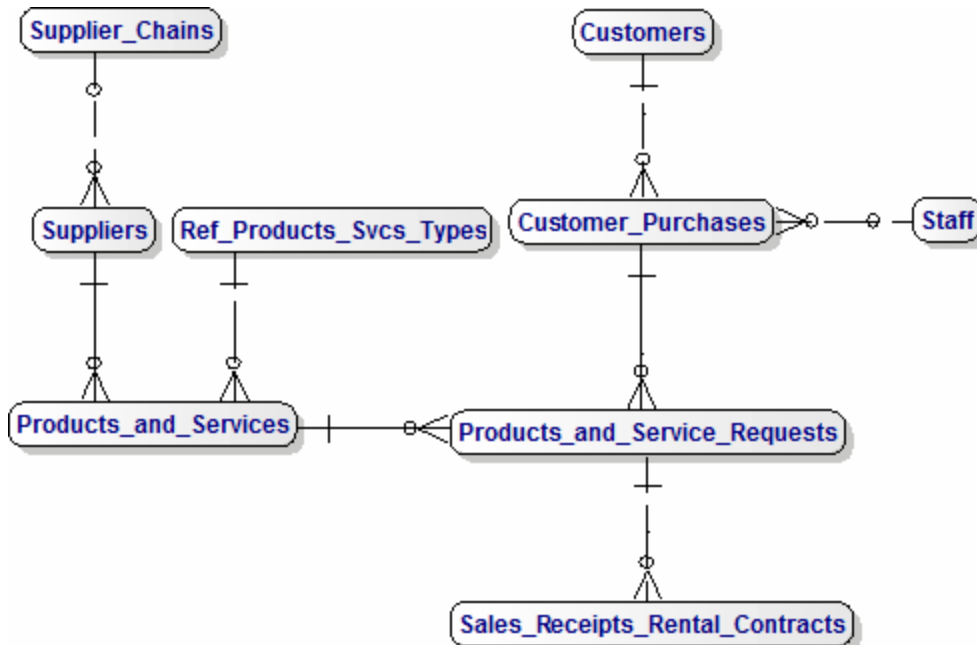 Supplier_Chains
Customers
Suppliers
Ref_Products_Svcs_Types
Customer_Purchases
Staff
Products_and_Services
Products_and_Service_Requests
Sales_Receipts_Rental_Contracts